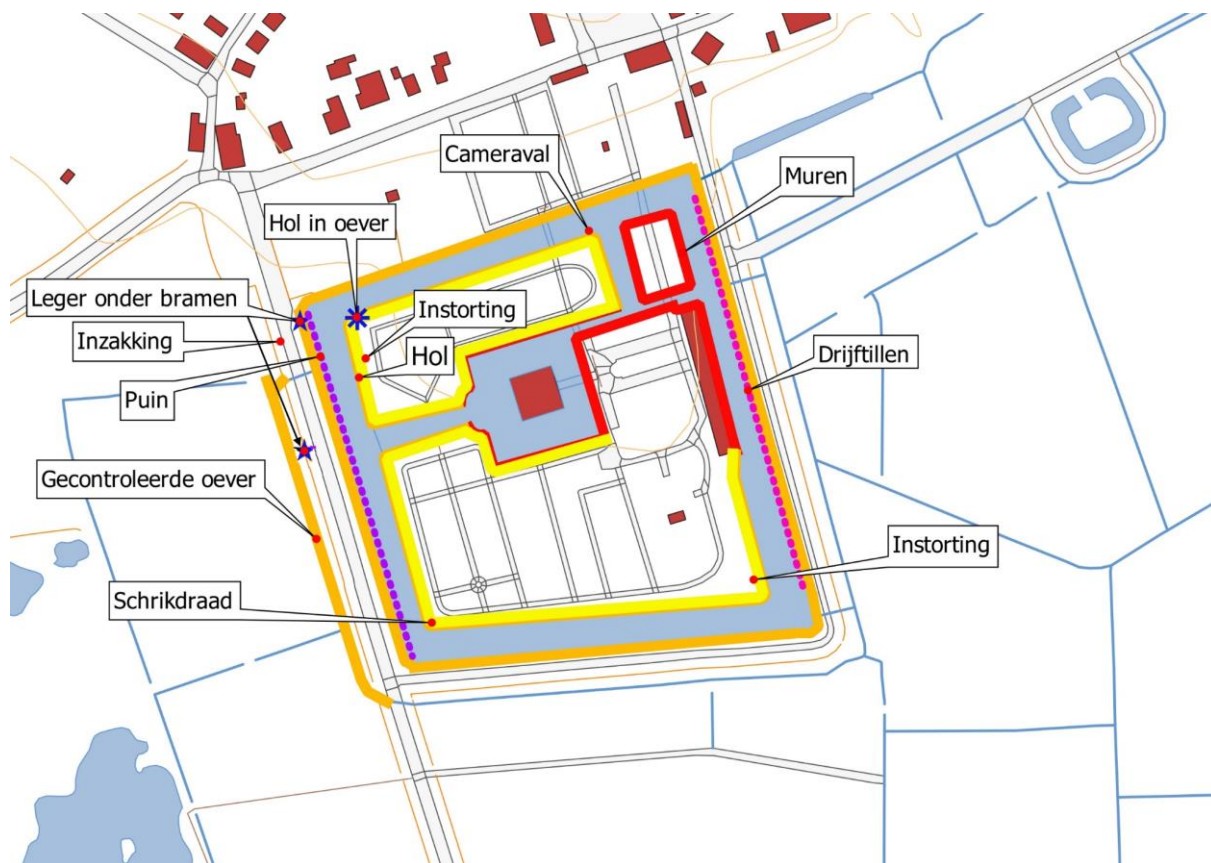 Cameraval
Muren
Hol in oever
Leger onder bramen
Instorting
Inzakking
Hol
Drijftillen
Puin
Gecontroleerde oever
Instorting
Schrikdraad